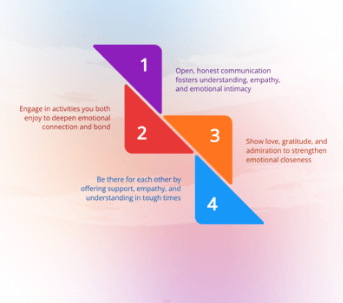 1
Open, honest communication
fosters understanding, empathy,
and emotional intimacy
Engage in activities you both
enjoy to deepen emotional
connection and bond
2
3
Show love, gratitude, and
admiration to strengthen
emotional closeness
Be there for each other by
offering support, empathy, and
understanding in tough times
4